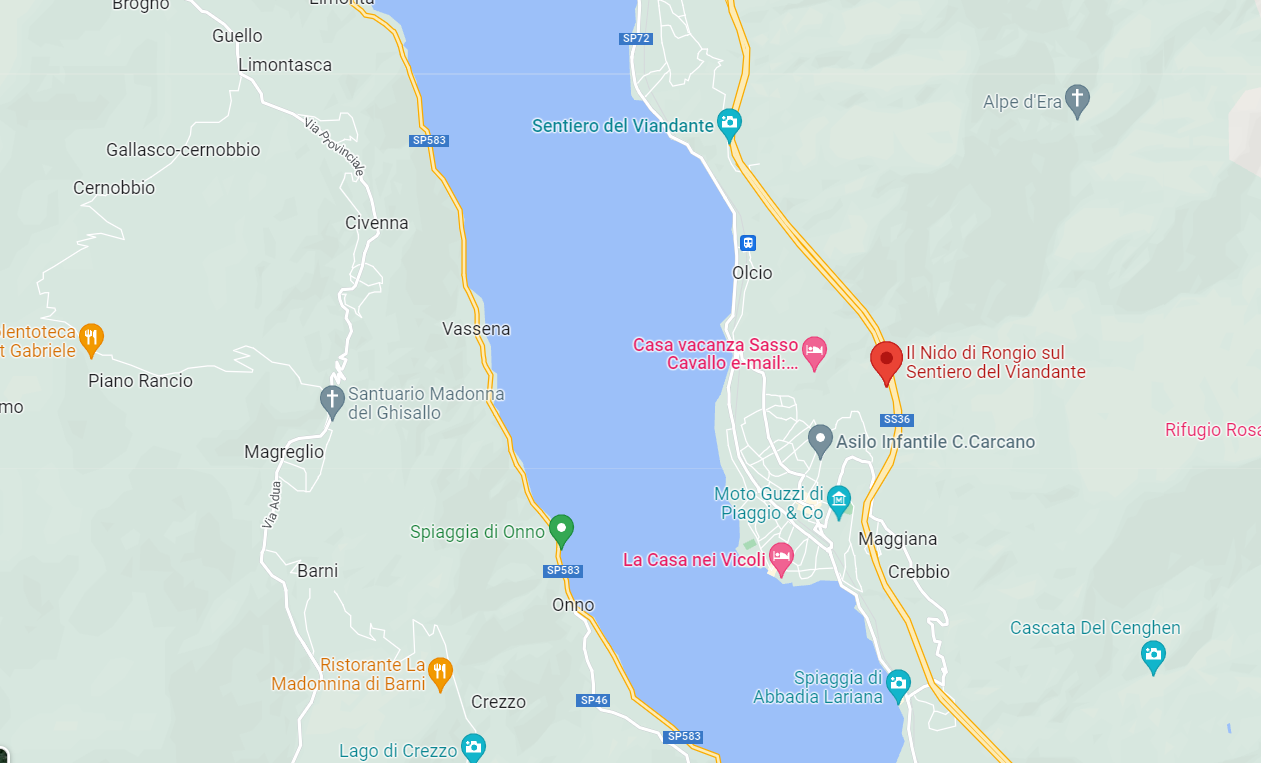 Brogno
Limonta
Guello
SP72
Limontasca
Alpe d'Era
Via Provinciale
Sentiero del Viandante
SP583
Gallasco-cernobbio
Cernobbio
Civenna
Olcio
Vassena
olentoteca
t Gabriele
Casa vacanza Sasso
Cavallo e-mail:...
Il Nido di Rongio sul
Sentiero del Viandante
Piano Rancio
Santuario Madonna
del Ghisallo
mo
SS36
Rifugio Rosa
Asilo Infantile C.Carcano
Magreglio
Via Adua
Moto Guzzi di
Piaggio & Co
Spiaggia di Onno
Maggiana
La Casa nei Vicoli
Barni
SP583
Crebbio
Onno
Cascata Del Cenghen
Ristorante La
Madonnina di Barni
Spiaggia di
Abbadia Lariana
Crezzo
SP46
SP583
Lago di Crezzo